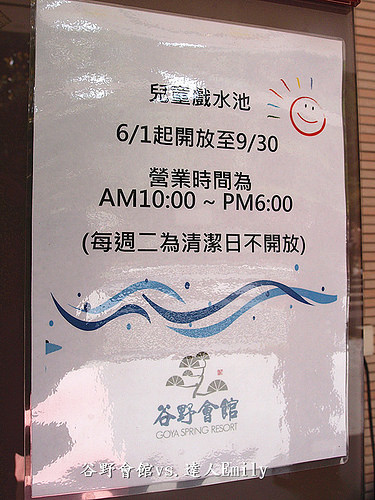 兒童戲水池
6/1起開放至9/30
營業時間為
AM10:00 ~ PM6:00
(每週二為清潔日不開放)
谷野會館
GOYA SPRING RESORT
谷野會館vs.達人Emily